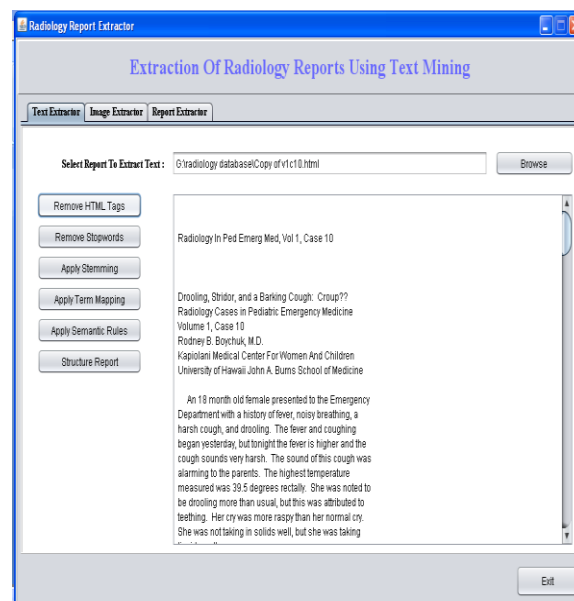 Radiology Report Extractor
Extraction Of Radiology Reports Using Text Mining
Text Extractor Image Extractor Report Extractor
Select Report To Extract Text : G:\radiology database\Copy of v1c10.html Browse
Remove HTML Tags
Remove Stopwords
Apply Stemming
Apply Term Mapping
Apply Semantic Rules
Structure Report
Radiology In Ped Emerg Med, Vol 1, Case 10
Drooling, Stridor, and a Barking Cough: Croup??
Radiology Cases in Pediatric Emergency Medicine
Volume 1, Case 10
Rodney B. Boychuk, M.D.
Kapiolani Medical Center For Women And Children
University of Hawaii John A. Burns School of Medicine
An 18 month old female presented to the Emergency
Department with a history of fever, noisy breathing, a
harsh cough, and drooling. The fever and coughing
began yesterday, but tonight the fever is higher and the
cough sounds very harsh. The sound of this cough was
alarming to the parents. The highest temperature
measured was 39.5 degrees rectally. She was noted to
be drooling more than usual, but this was attributed to
teething. Her cry was more raspy than her normal cry.
She was not taking in solids well, but she was taking
Exit